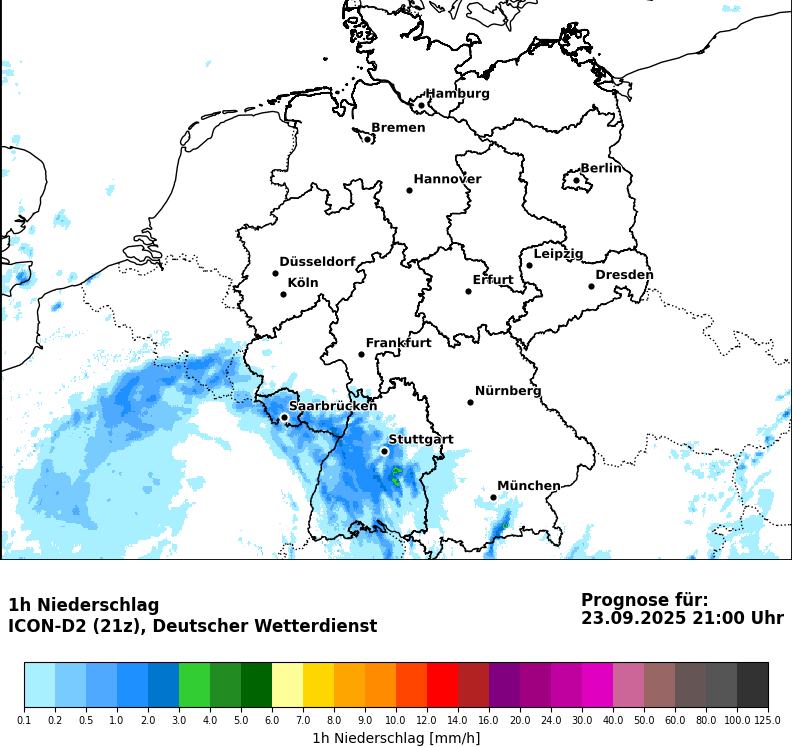 Hamburg
Bremen
Berlin
Hannover
Leipzig
Düsseldorf
Dresden
Köln
Erfurt
Frankfurt
Nürnberg
Saarbrücken
Stuttgart
München
1h Niederschlag
ICON-D2 (21z), Deutscher Wetterdienst
Prognose für:
23.09.2025 21:00 Uhr
0.1 0.2 0.5 1.0 2.0 3.0 4.0 5.0 6.0 7.0 8.0 9.0 10.0 12.0 14.0 16.0 20.0 24.0 30.0 40.0 50.0 60.0 80.0 100.0 125.0
1h Niederschlag [mm/h]